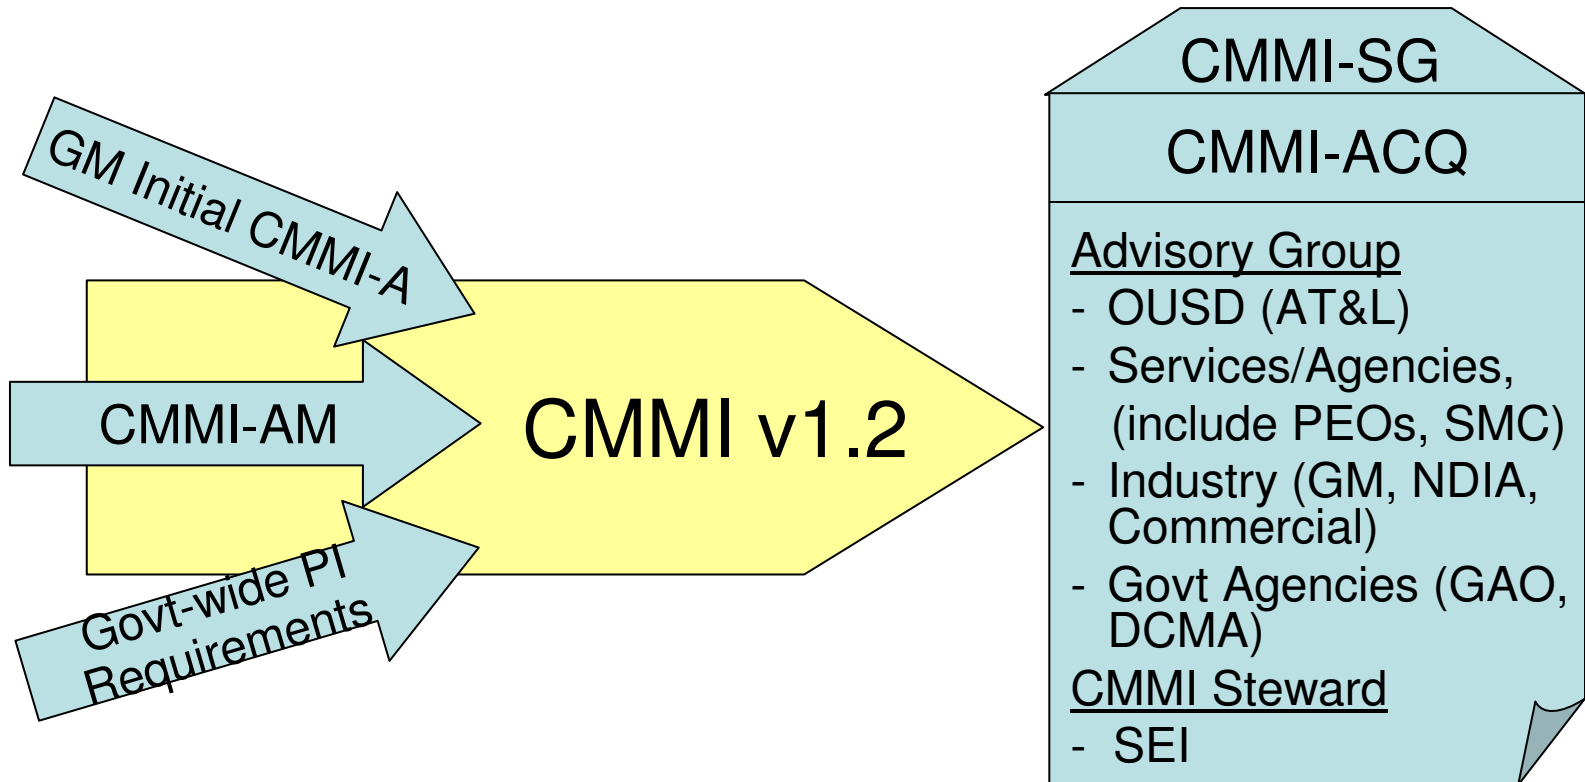 GM Initial CMMI-A
CMMI-AM
Govt-wide PI
Requirements
CMMI v1.2
CMMI-SG
CMMI-ACQ
Advisory Group
- OUSD (AT&L)
- Services/Agencies,
(include PEOs, SMC)
- Industry (GM, NDIA,
Commercial)
- Govt Agencies (GAO,
DCMA)
CMMI Steward
- SEI